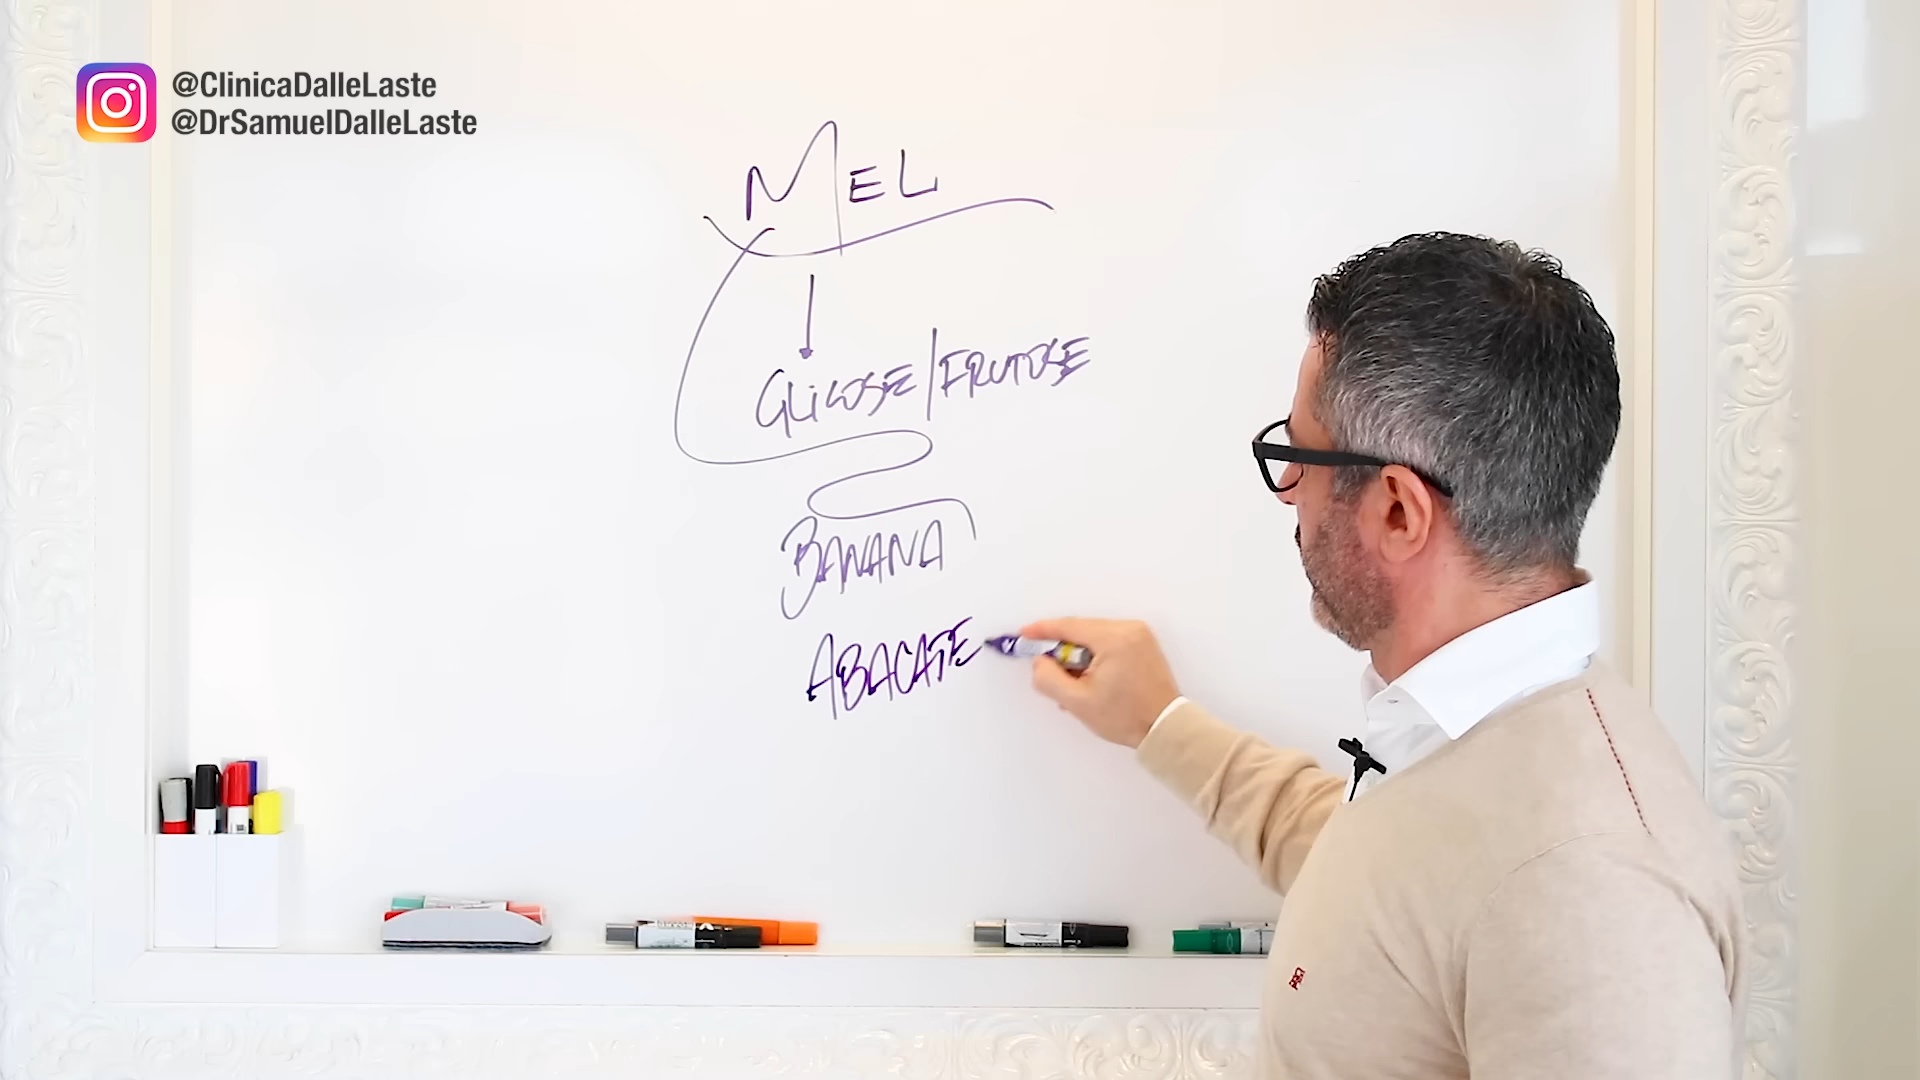 @ClinicaDalleLaste
@DrSamuelDalleLaste
MEL
GLICOSE/FRUTOSE
BANANA
ABACATE